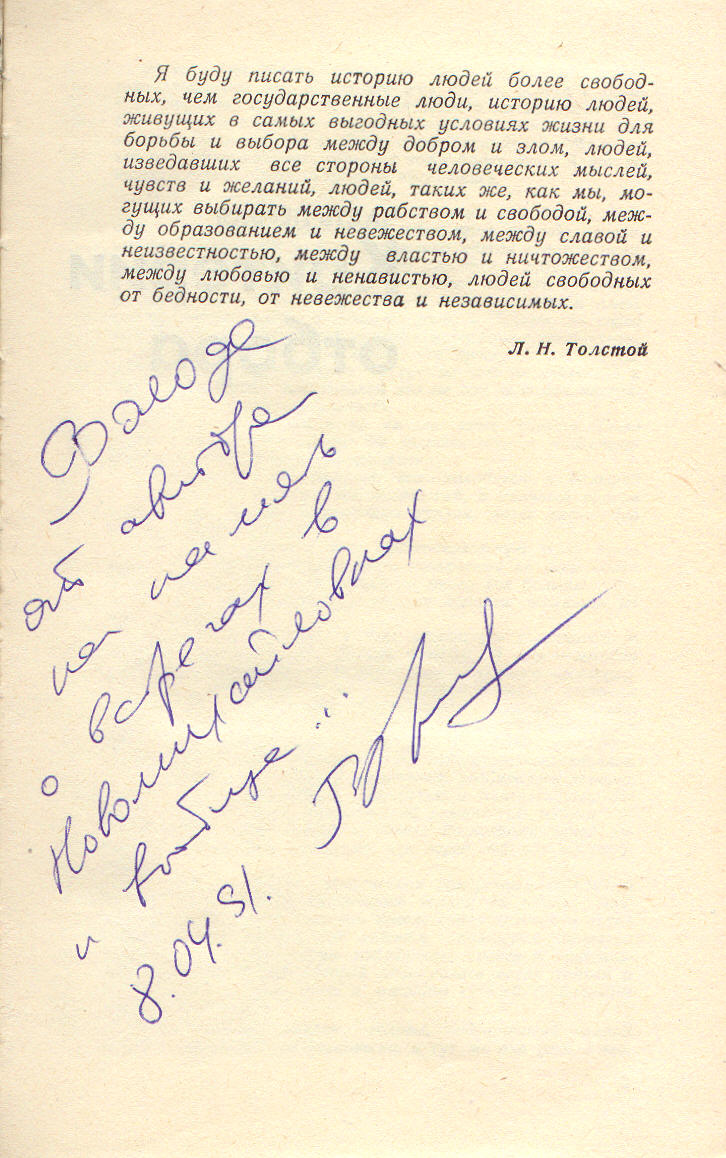 Я буду писать историю людей более свобод-
ных, чем государственные люди, историю людей,
живущих в самых выгодных условиях жизни для
борьбы и выбора между добром и злом, людей,
изведавших все стороны человеческих мыслей,
чувств и желаний, людей, таких же, как мы, мо-
гущих выбирать между рабством и свободой, меж-
ду образованием и невежеством, между славой и
неизвестностью, между властью и ничтожеством,
между любовью и ненавистью, людей свободных
от бедности, от невежества и независимых.
Л. Н. Толстой
Володе
от автора
на память
о встречах в
Новомихайловках
и вообще...
8.04.91.